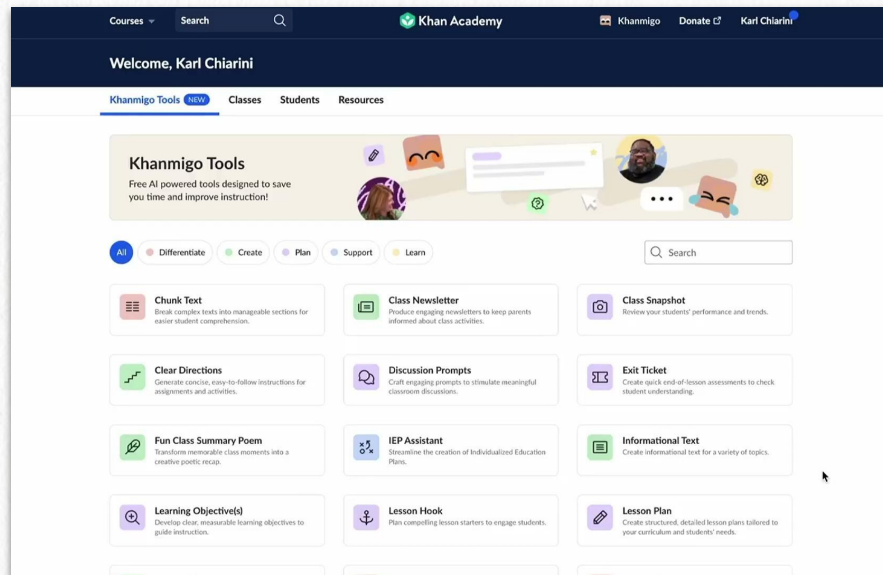 Courses
Search
Khan Academy
Khanmigo
Donate
Karl Chiarini
Welcome, Karl Chiarini
Khanmigo Tools NEW
Classes
Students
Resources
Khanmigo Tools
Free AI powered tools designed to save
you time and improve instruction!
All
Differentiate
Create
Plan
Support
Learn
Search
Chunk Text
Break complex texts into manageable sections for
easier student comprehension.
Class Newsletter
Produce engaging newsletters to keep parents
informed about class activities.
Class Snapshot
Review your students' performance and trends.
Clear Directions
Generate concise, easy-to-follow instructions for
assignments and activities.
Discussion Prompts
Craft engaging prompts to stimulate meaningful
classroom discussions.
Exit Ticket
Create quick end-of-lesson assessments to check
student understanding.
Fun Class Summary Poem
Transform memorable class moments into a
creative poetic recap.
IEP Assistant
Streamline the creation of Individualized Education
Plans.
Informational Text
Create informational text for a variety of topics.
Learning Objective(s)
Develop clear, measurable learning objectives to
guide instruction.
Lesson Hook
Plan compelling lesson starters to engage students.
Lesson Plan
Create structured, detailed lesson plans tailored to
your curriculum and students' needs.